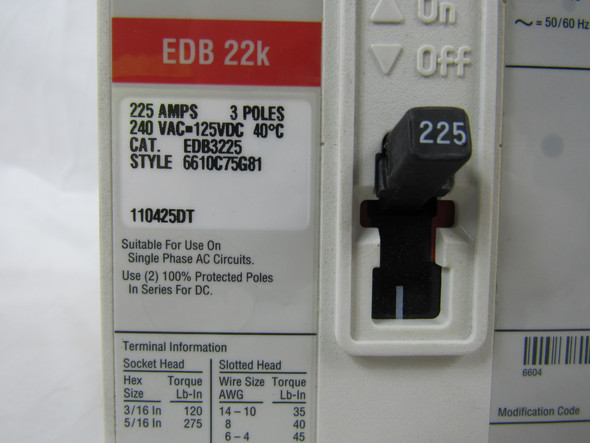 △ On
▽ Off
225
EDB 22k
225 AMPS 3 POLES
240 VAC=125VDC 40°C
CAT. EDB3225
STYLE 6610C75G81
110425DT
Suitable For Use On
Single Phase AC Circuits.
Use (2) 100% Protected Poles
In Series For DC.
Terminal Information
Socket Head Slotted Head
Hex Torque Wire Size Torque
Size Lb-In AWG Lb-In
3/16 In 120 14 – 10 35
5/16 In 275 8 40
6 – 4 45
～ = 50/60 Hz
6604
Modification Code